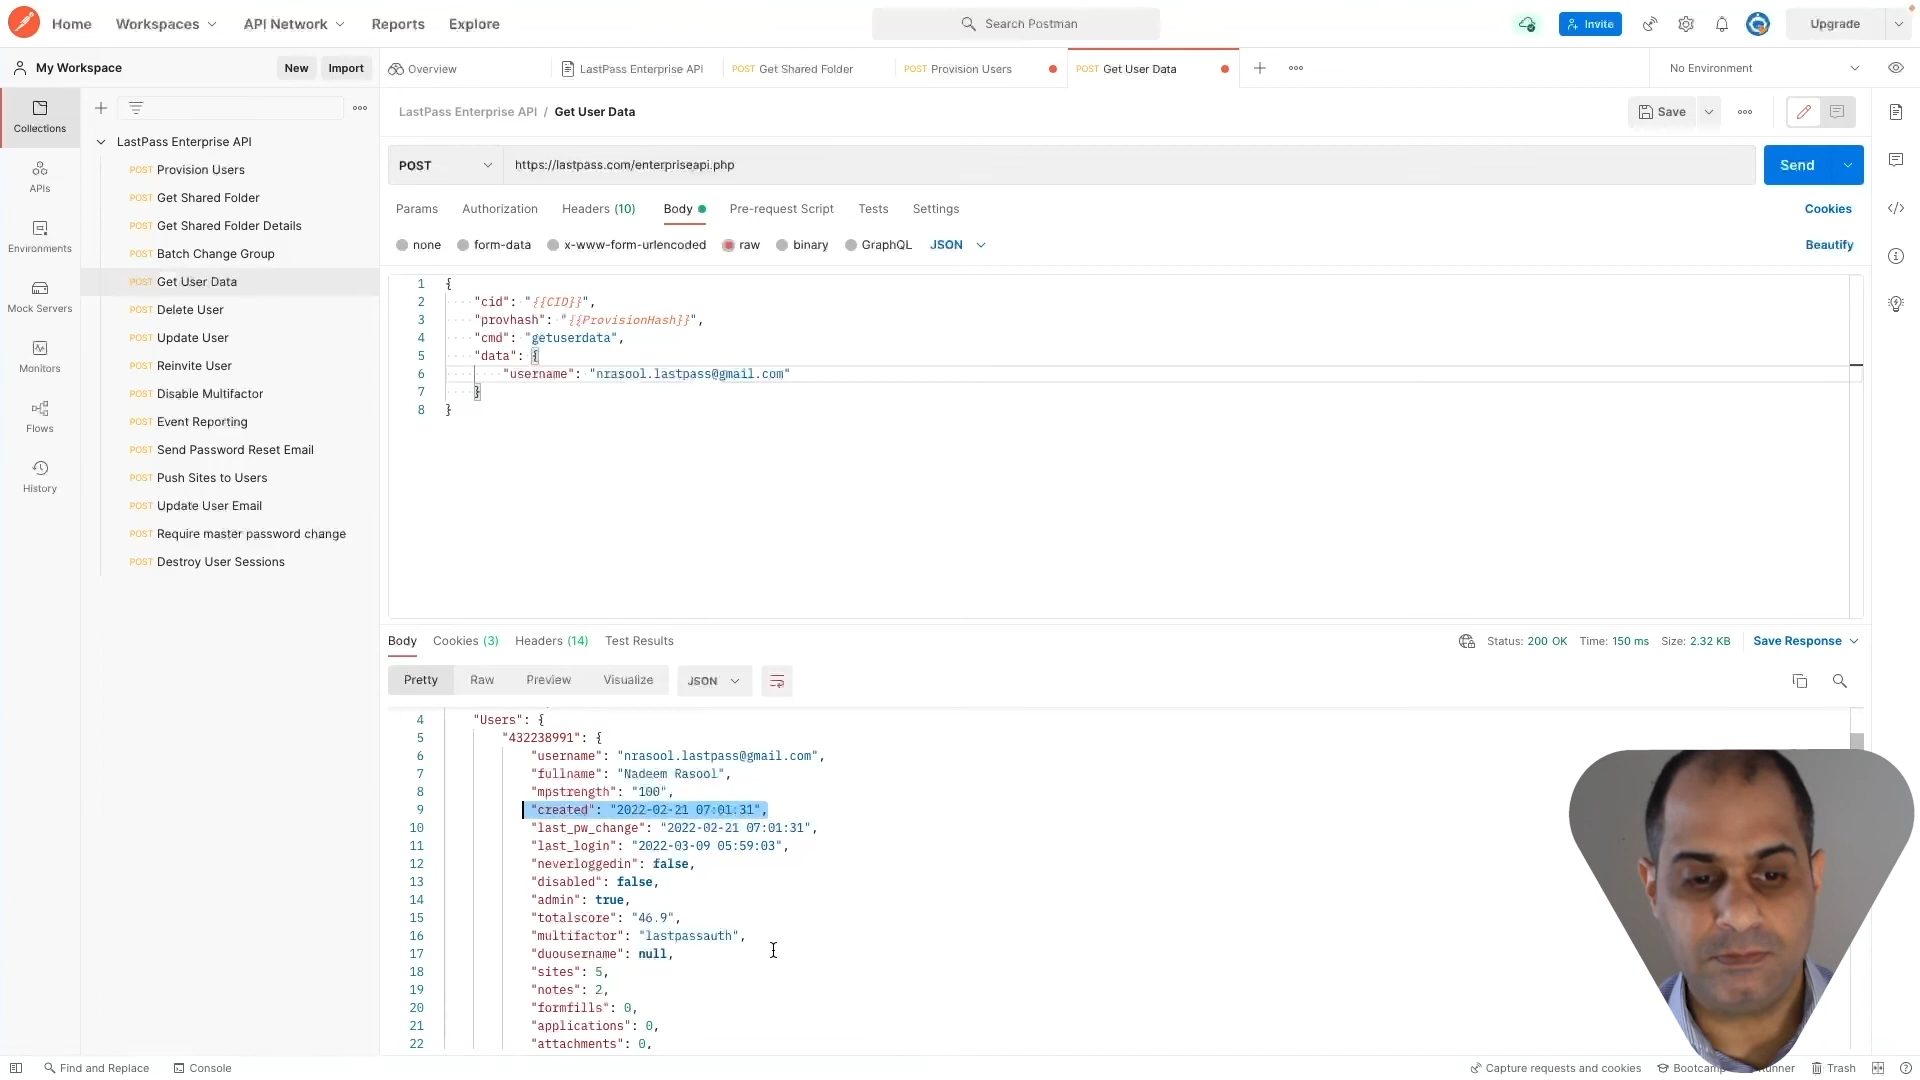 Home Workspaces API Network Reports Explore Search Postman Invite Upgrade
My Workspace New Import Overview LastPass Enterprise API POST Get Shared Folder POST Provision Users POST Get User Data No Environment
LastPass Enterprise API / Get User Data Save
Collections
APIs
Environments
Mock Servers
Monitors
Flows
History
LastPass Enterprise API
POST Provision Users
POST Get Shared Folder
POST Get Shared Folder Details
POST Batch Change Group
POST Get User Data
POST Delete User
POST Update User
POST Reinvite User
POST Disable Multifactor
POST Event Reporting
POST Send Password Reset Email
POST Push Sites to Users
POST Update User Email
POST Require master password change
POST Destroy User Sessions
POST https://lastpass.com/enterpriseapi.php Send
Params Authorization Headers (10) Body Pre-request Script Tests Settings Cookies
none form-data x-www-form-urlencoded raw binary GraphQL JSON Beautify
1 {
2 "cid": "{{CID}}",
3 "provhash": "{{ProvisionHash}}",
4 "cmd": "getuserdata",
5 "data": {
6 "username": "nrasool.lastpass@gmail.com"
7 }
8 }
Body Cookies (3) Headers (14) Test Results Status: 200 OK Time: 150 ms Size: 2.32 KB Save Response
Pretty Raw Preview Visualize JSON
4 "Users": {
5 "432238991": {
6 "username": "nrasool.lastpass@gmail.com",
7 "fullname": "Nadeem Rasool",
8 "mpstrength": "100",
9 "created": "2022-02-21 07:01:31",
10 "last_pw_change": "2022-02-21 07:01:31",
11 "last_login": "2022-03-09 05:59:03",
12 "neverloggedin": false,
13 "disabled": false,
14 "admin": true,
15 "totalscore": "46.9",
16 "multifactor": "lastpassauth",
17 "duousername": null,
18 "sites": 5,
19 "notes": 2,
20 "formfills": 0,
21 "applications": 0,
22 "attachments": 0,
Find and Replace Console Capture requests and cookies Trash